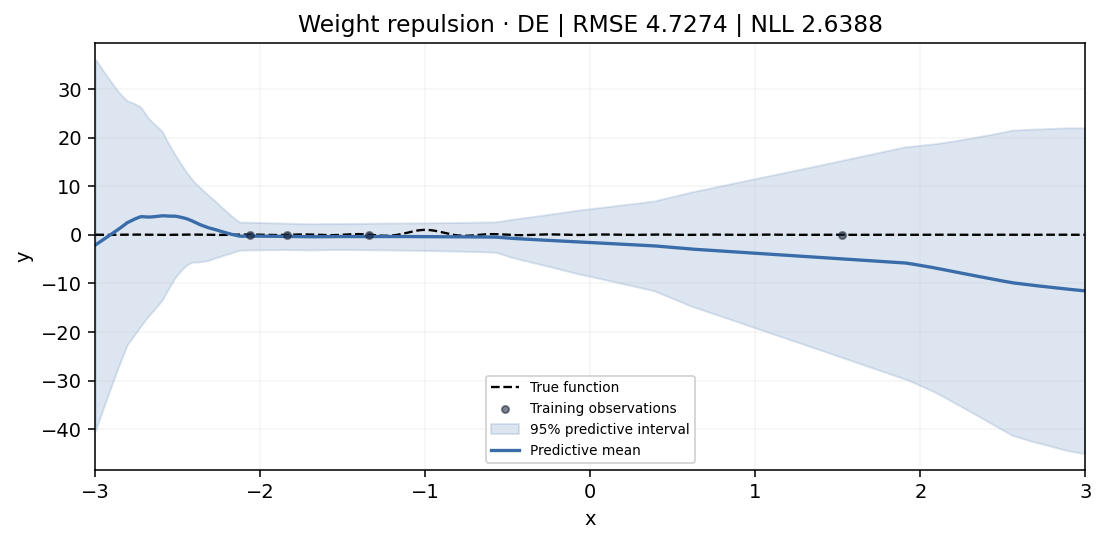 Weight repulsion · DE | RMSE 4.7274 | NLL 2.6388
30
20
10
0
−10
−20
−30
−40
y
True function
Training observations
95% predictive interval
Predictive mean
−3 −2 −1 0 1 2 3
x